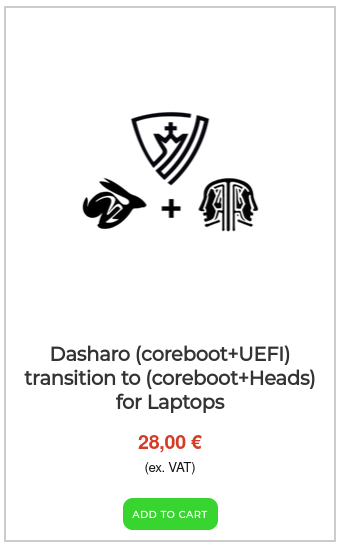 Dasharo (coreboot+UEFI)
transition to (coreboot+Heads)
for Laptops
28,00 €
(ex. VAT)
ADD TO CART